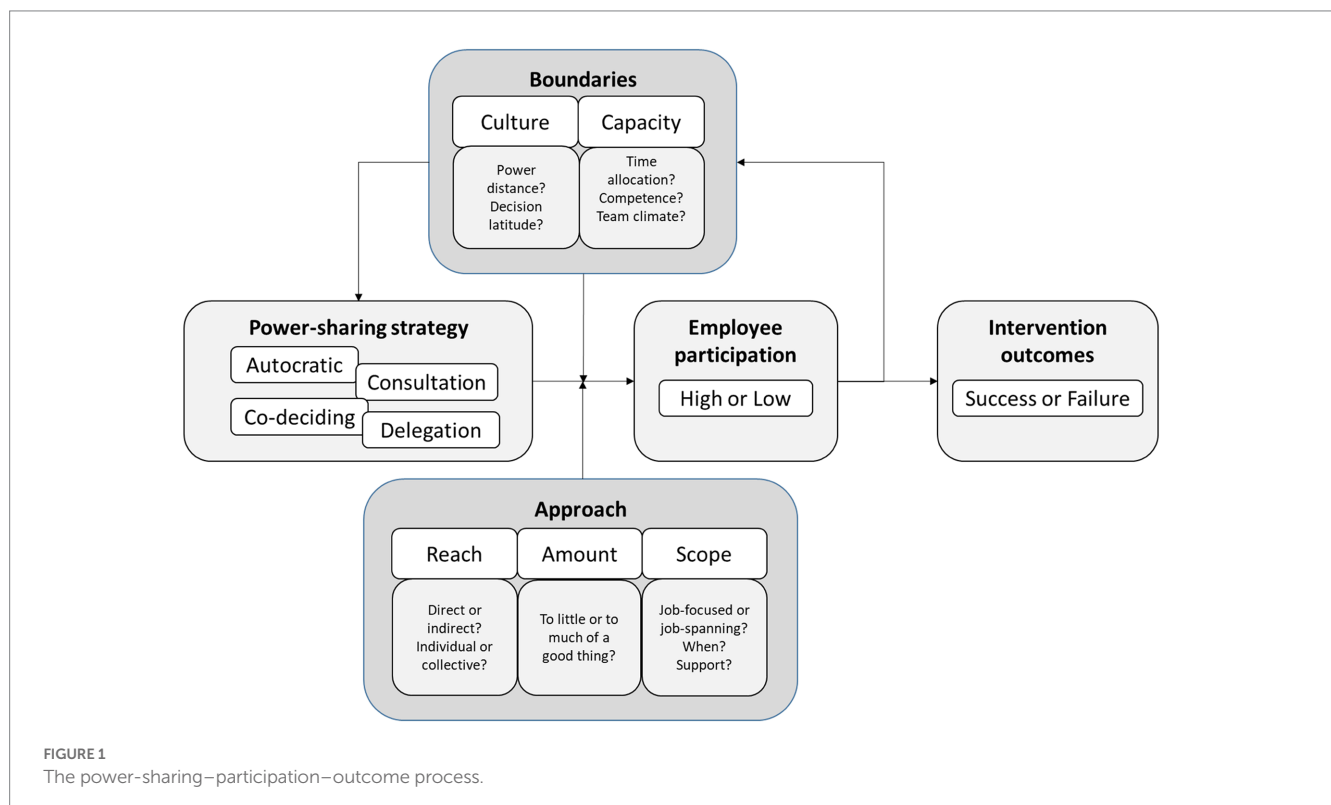 Boundaries
Culture
Capacity
Power
distance?
Decision
latitude?
Time
allocation?
Competence?
Team climate?
Power-sharing strategy
Autocratic
Consultation
Co-deciding
Delegation
Employee
participation
High or Low
Intervention
outcomes
Success or Failure
Approach
Reach
Amount
Scope
Direct or
indirect?
Individual or
collective?
To little or to
much of a
good thing?
Job-focused or
job-spanning?
When?
Support?
FIGURE 1
The power-sharing–participation–outcome process.